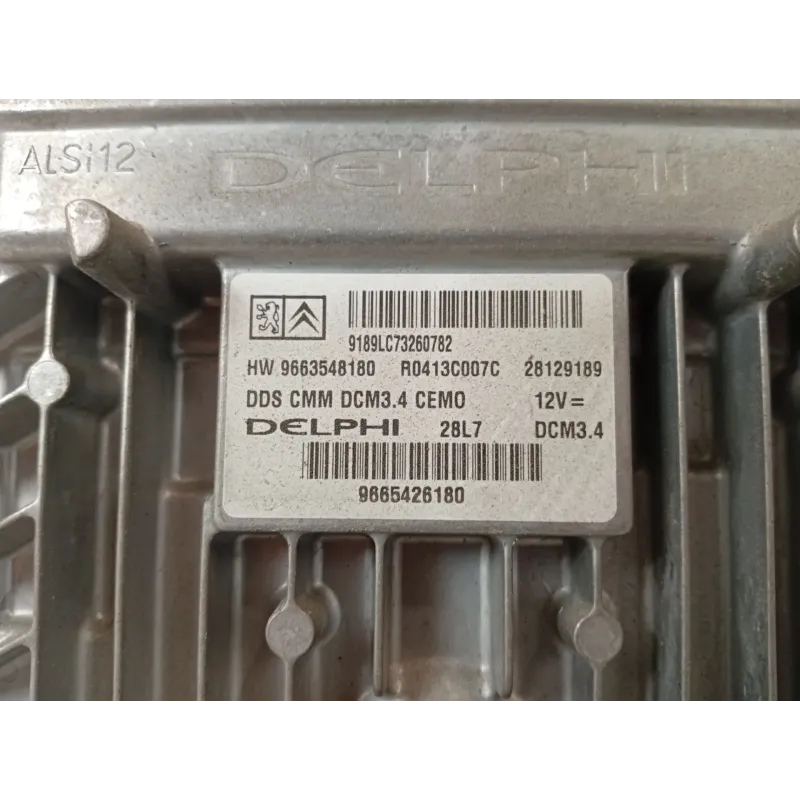 ALSi12
DELPHI
9189LC73260782
HW 9663548180 R0413C007C 28129189
DDS CMM DCM3.4 CEMO 12V=
DELPHI 28L7 DCM3.4
9665426180